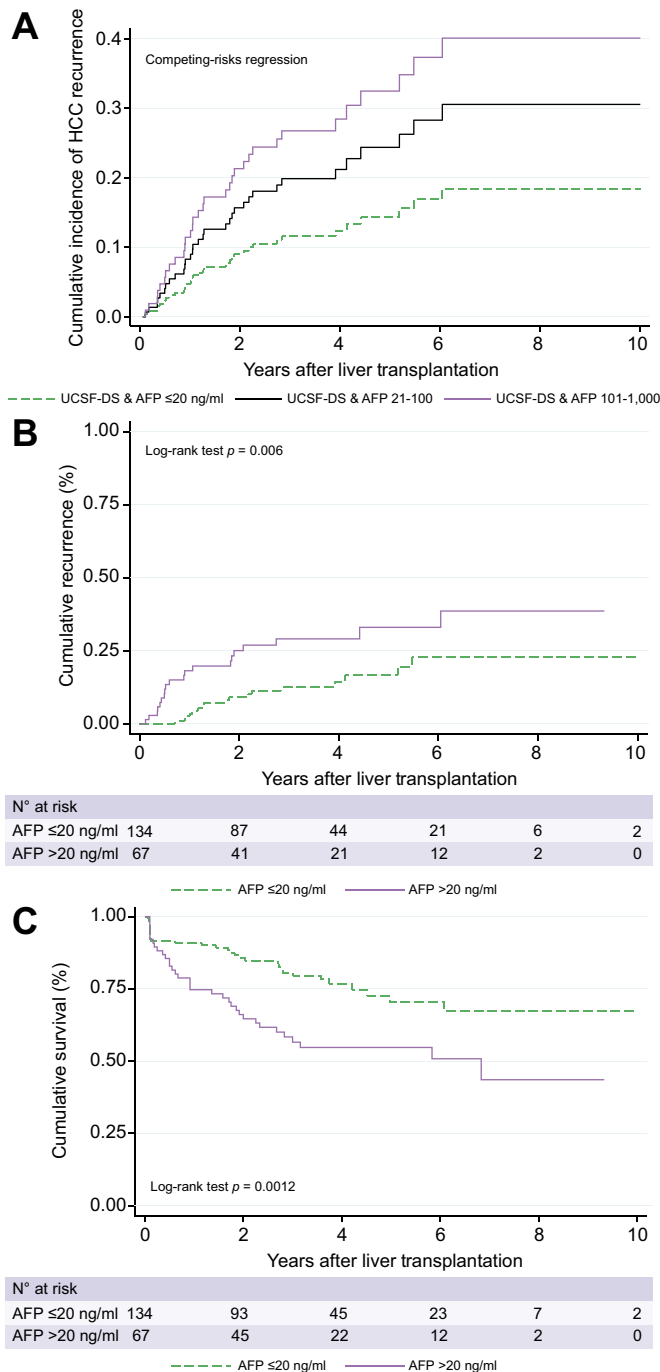 A
Cumulative incidence of HCC recurrence
Competing-risks regression
0.4
0.3
0.2
0.1
0.0
0 2 4 6 8 10
Years after liver transplantation
UCSF-DS & AFP ≤20 ng/ml UCSF-DS & AFP 21-100 UCSF-DS & AFP 101-1,000
B
Cumulative recurrence (%)
Log-rank test p = 0.006
1.00
0.75
0.50
0.25
0.00
0 2 4 6 8 10
Years after liver transplantation
N° at risk
AFP ≤20 ng/ml 134 87 44 21 6 2
AFP >20 ng/ml 67 41 21 12 2 0
AFP ≤20 ng/ml AFP >20 ng/ml
C
Cumulative survival (%)
1.00
0.75
0.50
0.25
0.00
Log-rank test p = 0.0012
0 2 4 6 8 10
Years after liver transplantation
N° at risk
AFP ≤20 ng/ml 134 93 45 23 7 2
AFP >20 ng/ml 67 45 22 12 2 0
AFP ≤20 ng/ml AFP >20 ng/ml